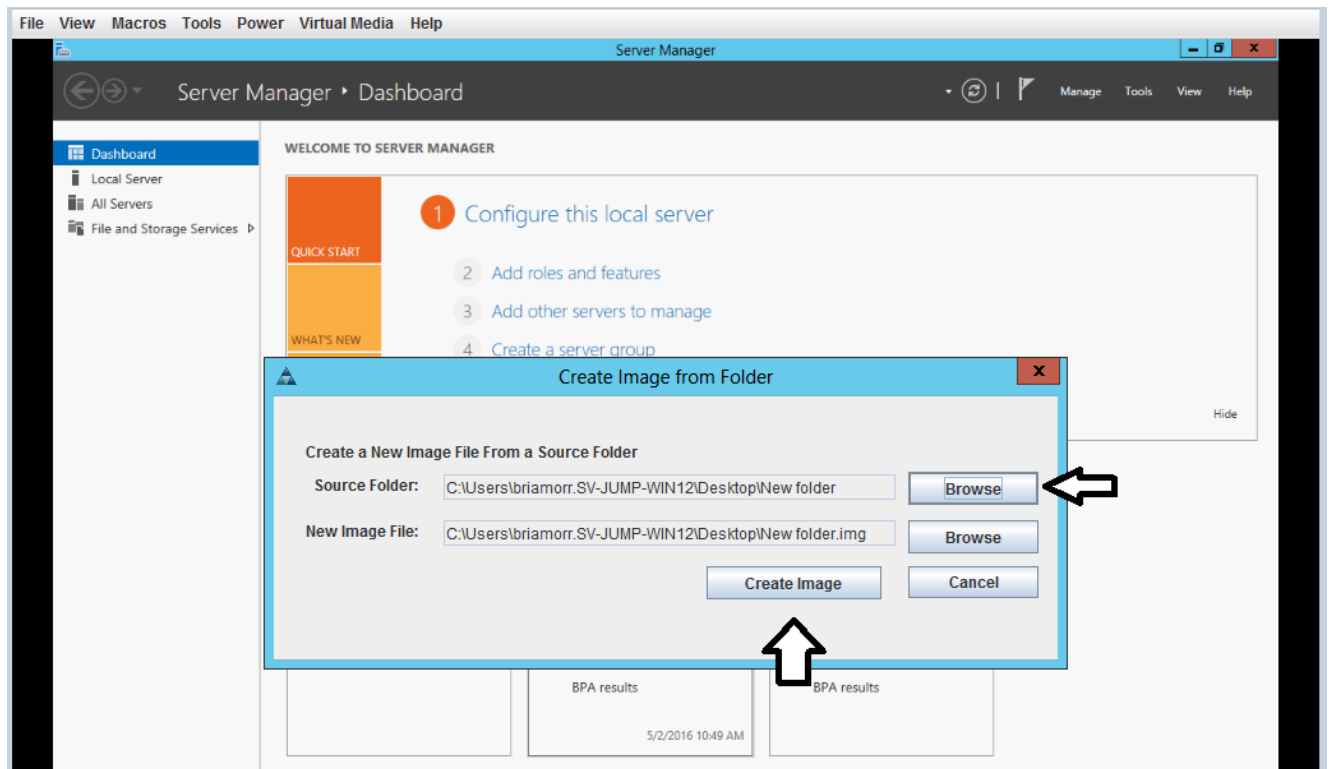 File View Macros Tools Power Virtual Media Help
Server Manager
Server Manager • Dashboard
Manage Tools View Help
Dashboard
Local Server
All Servers
File and Storage Services
WELCOME TO SERVER MANAGER
QUICK START
WHAT'S NEW
1 Configure this local server
2 Add roles and features
3 Add other servers to manage
4 Create a server group
Hide
Create Image from Folder
Create a New Image File From a Source Folder
Source Folder: C:\Users\briamorr.SV-JUMP-WIN12\Desktop\New folder Browse
New Image File: C:\Users\briamorr.SV-JUMP-WIN12\Desktop\New folder.img Browse
Create Image Cancel
BPA results
5/2/2016 10:49 AM
BPA results